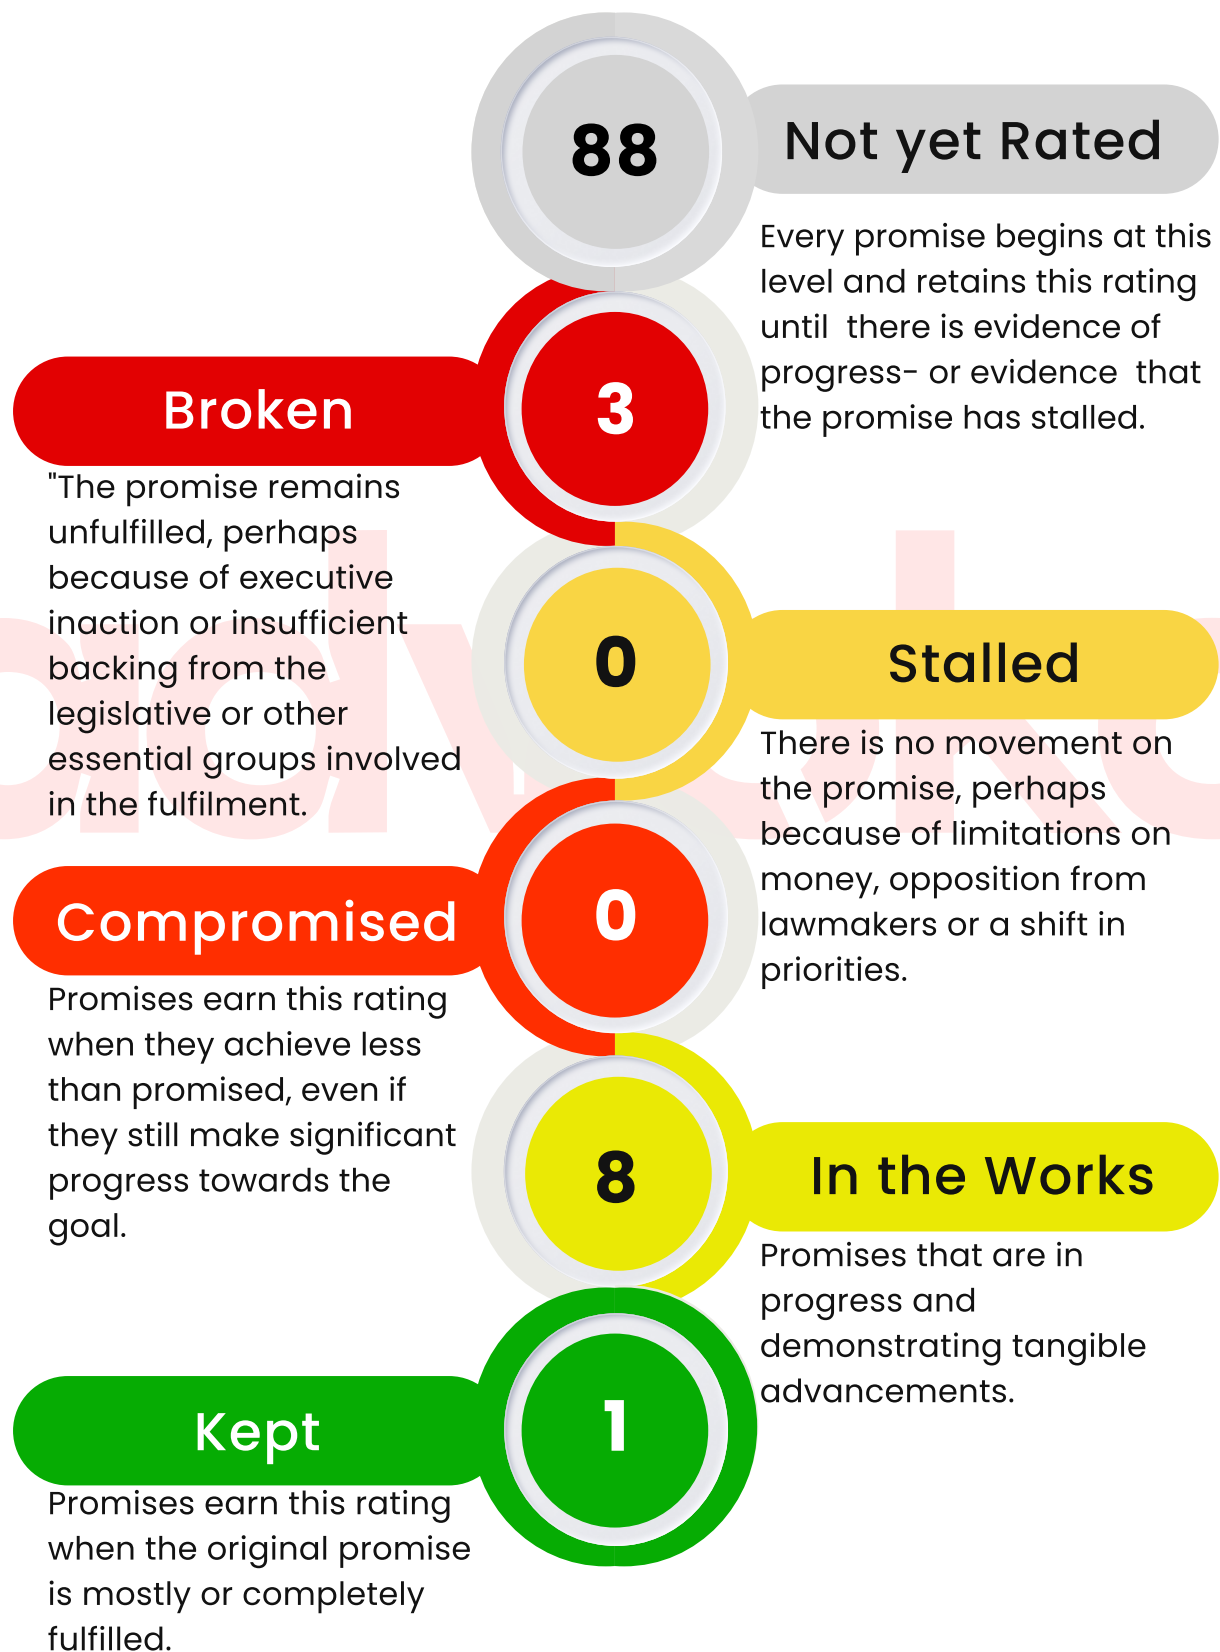 88
Not yet Rated
Every promise begins at this
level and retains this rating
until  there is evidence of
progress- or evidence  that
the promise has stalled.
3
Broken
"The promise remains
unfulfilled, perhaps
because of executive
inaction or insufficient
backing from the
legislative or other
essential groups involved
in the fulfilment.
0
Stalled
There is no movement on
the promise, perhaps
because of limitations on
money, opposition from
lawmakers or a shift in
priorities.
0
Compromised
Promises earn this rating
when they achieve less
than promised, even if
they still make significant
progress towards the
goal.
8
In the Works
Promises that are in
progress and
demonstrating tangible
advancements.
1
Kept
Promises earn this rating
when the original promise
is mostly or completely
fulfilled.